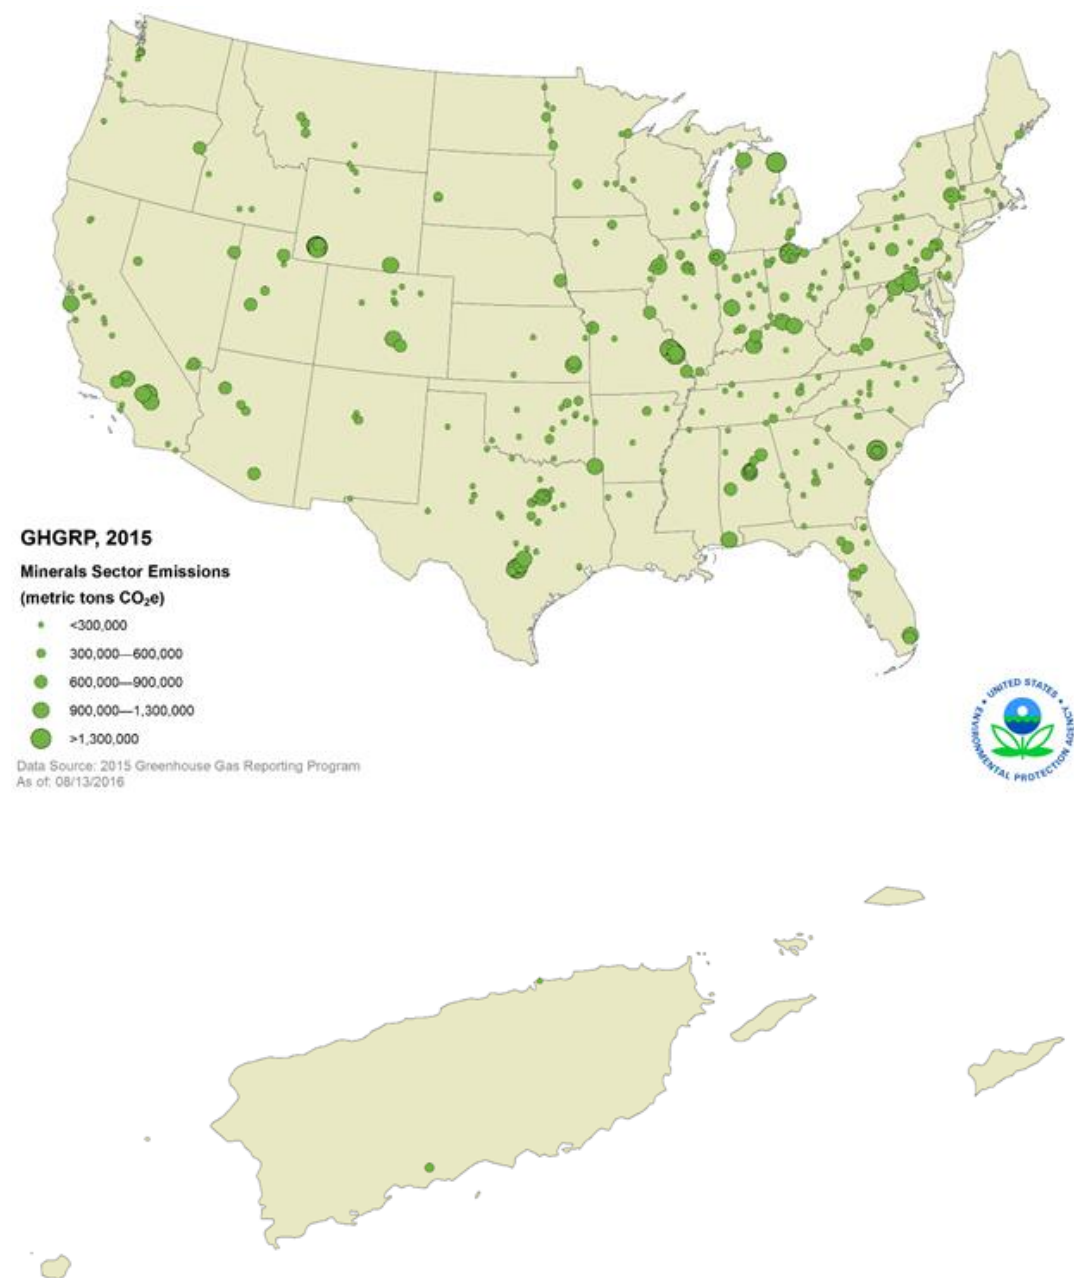 GHGRP, 2015
Minerals Sector Emissions
(metric tons CO₂e)
<300,000
300,000—600,000
600,000—900,000
900,000—1,300,000
>1,300,000
Data Source: 2015 Greenhouse Gas Reporting Program
As of: 08/13/2016
UNITED STATES
ENVIRONMENTAL PROTECTION AGENCY